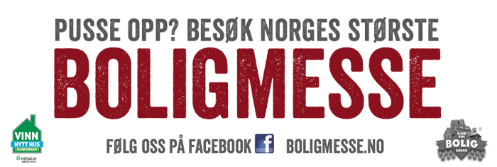 PUSSE OPP? BESØK NORGES STØRSTE
BOLIGMESSE
FØLG OSS PÅ FACEBOOK f BOLIGMESSE.NO
VINN
NYTT HUS
BOLIG